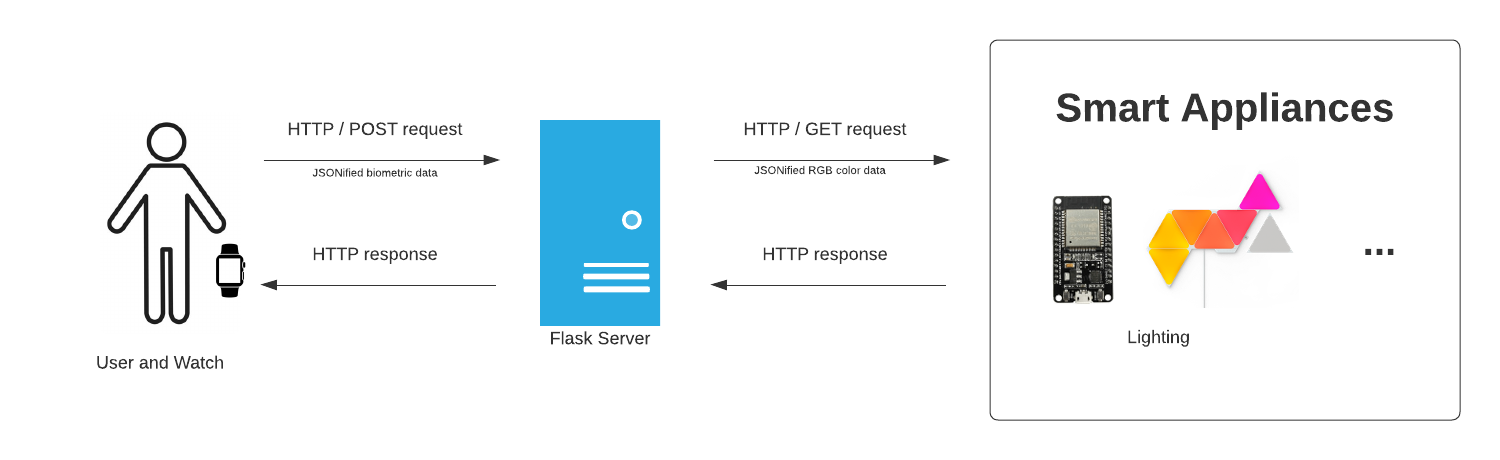 Smart Appliances
HTTP / POST request
JSONified biometric data
HTTP response
User and Watch
Flask Server
HTTP / GET request
JSONified RGB color data
HTTP response
...
Lighting